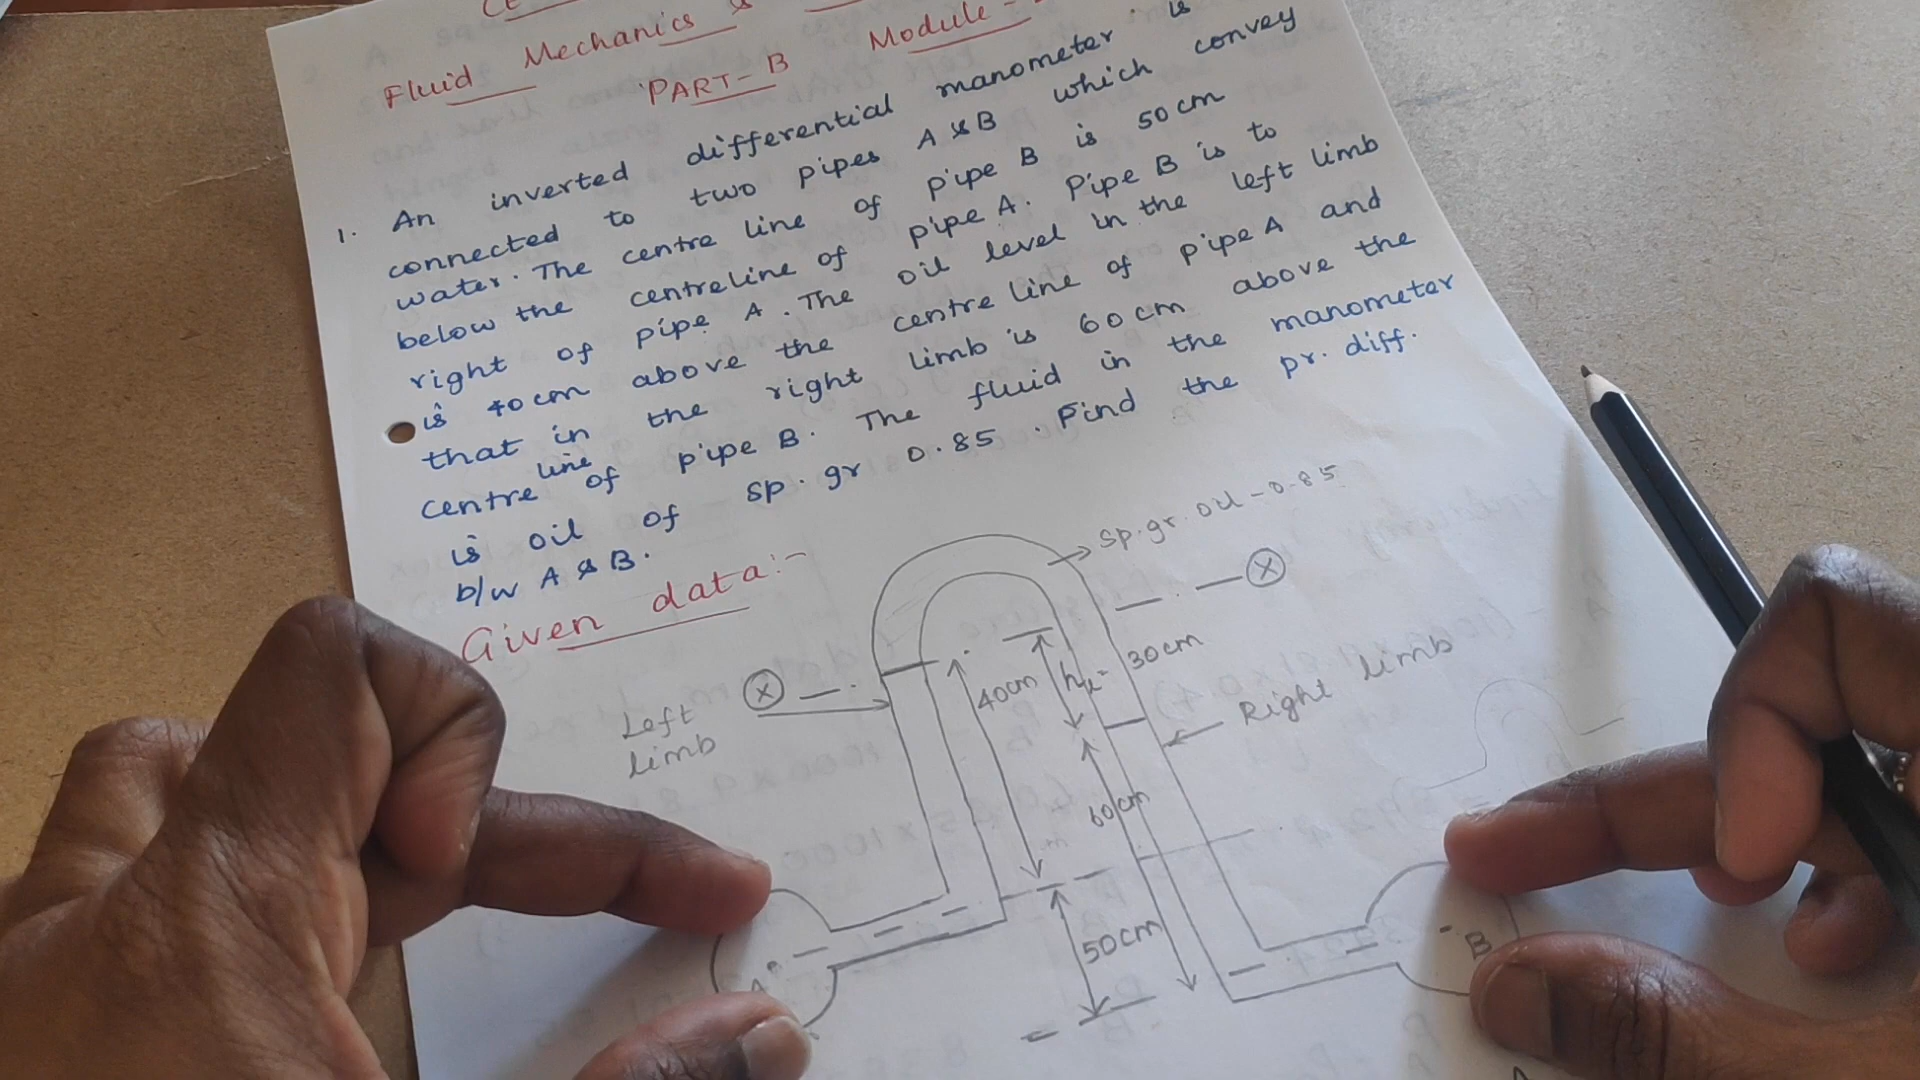 Fluid Mechanics &
PART-B Module -
1. An inverted differential manometer is
connected to two pipes A & B which convey
water. The centre line of pipe B is 50 cm
below the centreline of pipe A. Pipe B is to
right of pipe A. The oil level in the left limb
is 40 cm above the centre line of pipe A and
that in the right limb is 60 cm above the
centre line of pipe B. The fluid in the manometer
is oil of sp. gr 0.85. Find the pr. diff.
b/w A & B.
Given data:-
sp.gr.oil - 0.85
X
X
Left
limb
40cm
30cm
Right limb
60cm
50cm
A
B